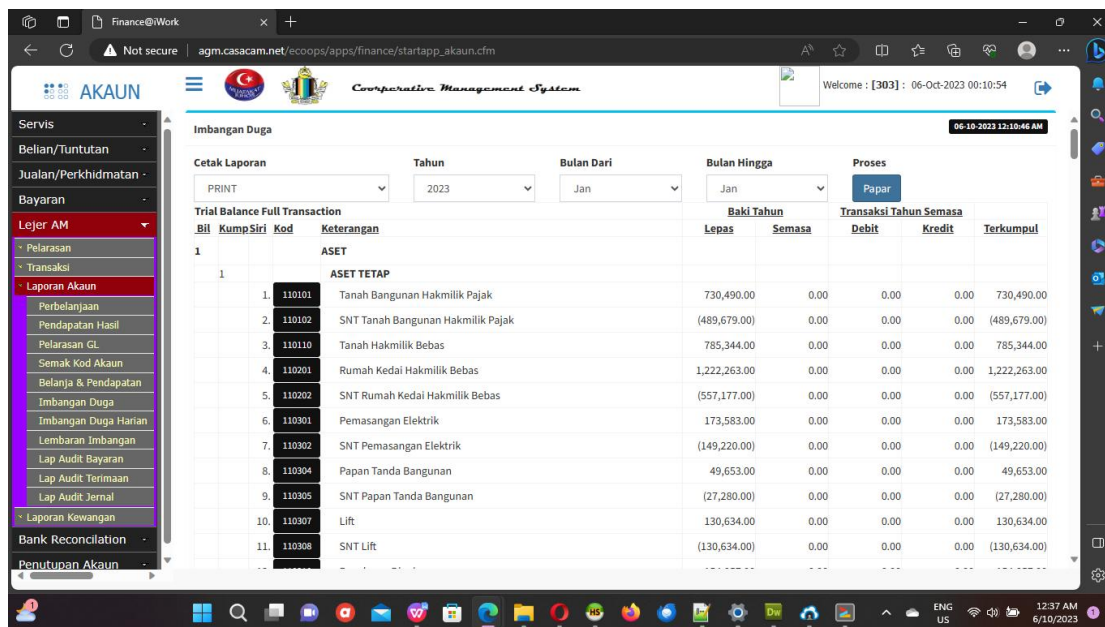 Finance@iWork
Not secure agm.casacam.net/ecoops/apps/finance/startapp_akaun.cfm
AKAUN
Coorperative Management System
Welcome : [303] : 06-Oct-2023 00:10:54
Servis
Belian/Tuntutan
Jualan/Perkhidmatan
Bayaran
Lejer AM
Pelarasan
Transaksi
Laporan Akaun
Perbelanjaan
Pendapatan Hasil
Pelarasan GL
Semak Kod Akaun
Belanja & Pendapatan
Imbangan Duga
Imbangan Duga Harian
Lembaran Imbangan
Lap Audit Bayaran
Lap Audit Terimaan
Lap Audit Jernal
Laporan Kewangan
Bank Reconcilation
Penutupan Akaun
Imbangan Duga
06-10-2023 12:10:46 AM
Cetak Laporan Tahun Bulan Dari Bulan Hingga Proses
PRINT 2023 Jan Jan Papar
Trial Balance Full Transaction Baki Tahun Transaksi Tahun Semasa
Bil Kump Siri Kod Keterangan Lepas Semasa Debit Kredit Terkumpul
1 ASET
1 ASET TETAP
1. 110101 Tanah Bangunan Hakmilik Pajak 730,490.00 0.00 0.00 0.00 730,490.00
2. 110102 SNT Tanah Bangunan Hakmilik Pajak (489,679.00) 0.00 0.00 0.00 (489,679.00)
3. 110110 Tanah Hakmilik Bebas 785,344.00 0.00 0.00 0.00 785,344.00
4. 110201 Rumah Kedai Hakmilik Bebas 1,222,263.00 0.00 0.00 0.00 1,222,263.00
5. 110202 SNT Rumah Kedai Hakmilik Bebas (557,177.00) 0.00 0.00 0.00 (557,177.00)
6. 110301 Pemasangan Elektrik 173,583.00 0.00 0.00 0.00 173,583.00
7. 110302 SNT Pemasangan Elektrik (149,220.00) 0.00 0.00 0.00 (149,220.00)
8. 110304 Papan Tanda Bangunan 49,653.00 0.00 0.00 0.00 49,653.00
9. 110305 SNT Papan Tanda Bangunan (27,280.00) 0.00 0.00 0.00 (27,280.00)
10. 110307 Lift 130,634.00 0.00 0.00 0.00 130,634.00
11. 110308 SNT Lift (130,634.00) 0.00 0.00 0.00 (130,634.00)
ENG
US
12:37 AM
6/10/2023